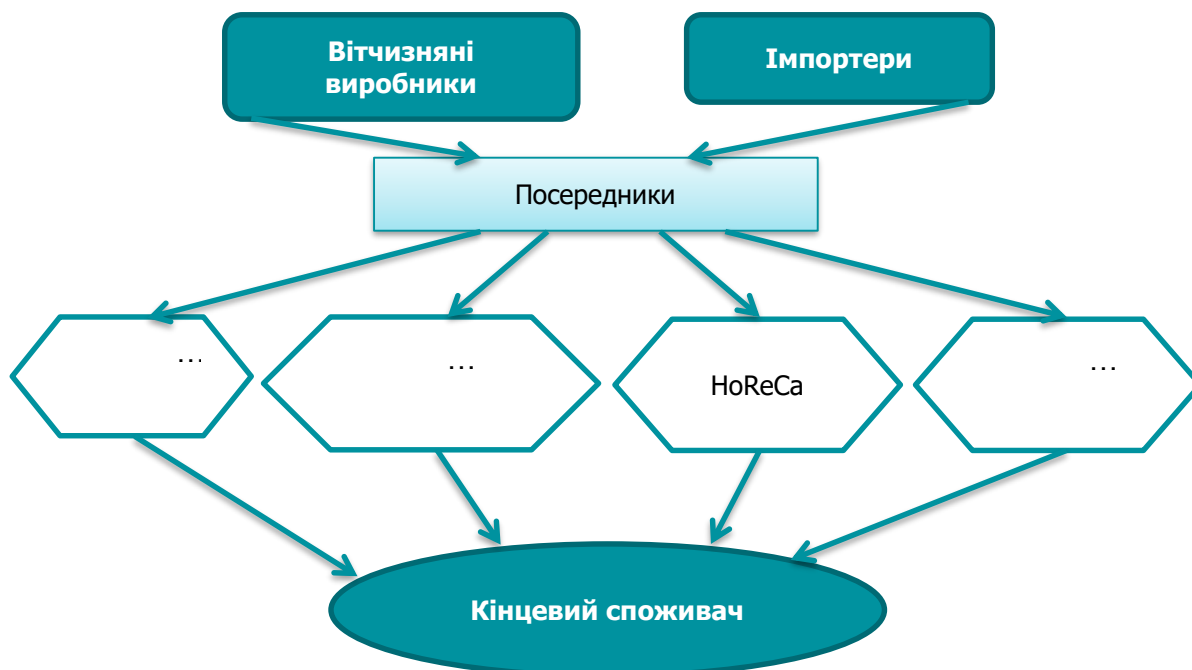 Вітчизняні
виробники
Імпортери
Посередники
…
…
HoReCa
…
Кінцевий споживач